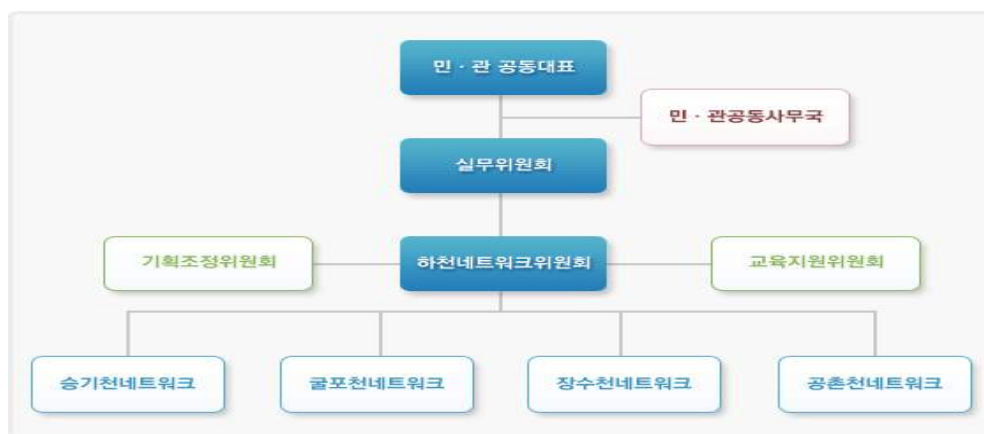 민·관 공동대표
민·관공동사무국
실무위원회
기획조정위원회
하천네트워크위원회
교육지원위원회
승기천네트워크
굴포천네트워크
장수천네트워크
공촌천네트워크